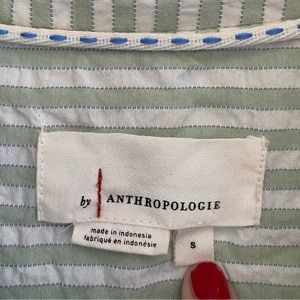 by ANTHROPOLOGIE
made in indonesia
fabriqué en indonésie
S